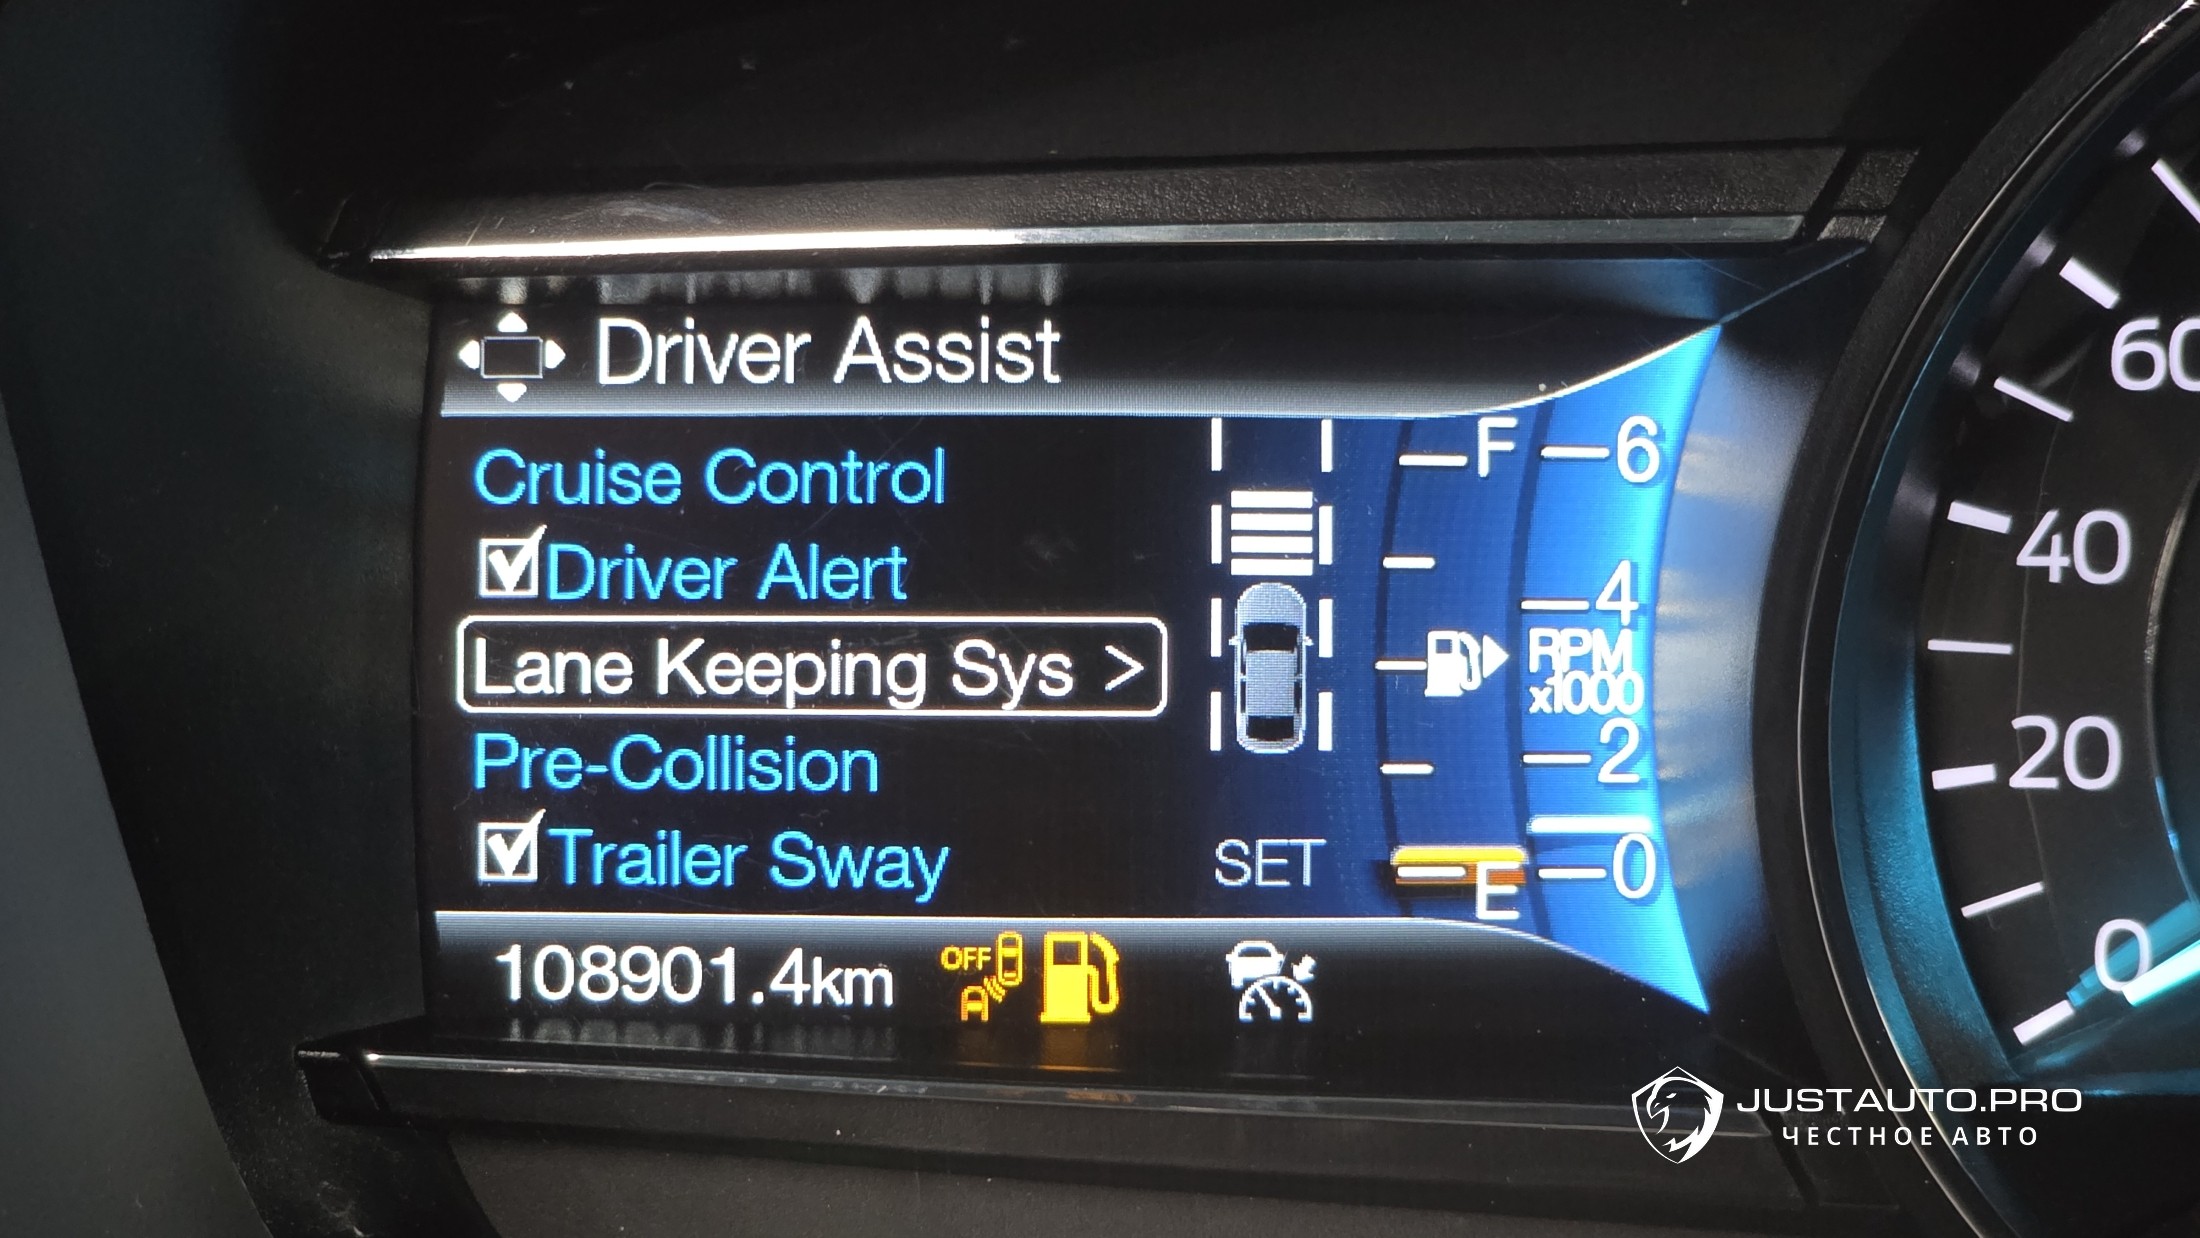 Driver Assist
Cruise Control
Driver Alert
Lane Keeping Sys >
Pre-Collision
Trailer Sway
SET
F
E
6
4
RPM
x1000
2
0
108901.4km
OFF
A
60
40
20
0
JUSTAUTO.PRO
ЧЕСТНОЕ АВТО